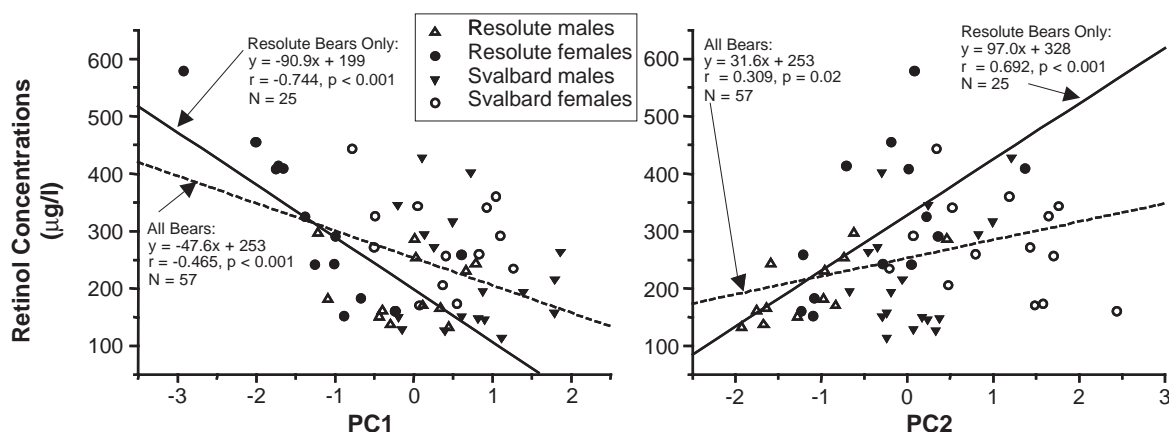 Resolute males
Resolute females
Svalbard males
Svalbard females
Retinol Concentrations
(µg/l)
600
500
400
300
200
100
Resolute Bears Only:
y = -90.9x + 199
r = -0.744, p < 0.001
N = 25
All Bears:
y = -47.6x + 253
r = -0.465, p < 0.001
N = 57
-3
-2
-1
0
1
2
PC1
600
500
400
300
200
100
All Bears:
y = 31.6x + 253
r = 0.309, p = 0.02
N = 57
Resolute Bears Only:
y = 97.0x + 328
r = 0.692, p < 0.001
N = 25
-2
-1
0
1
2
3
PC2